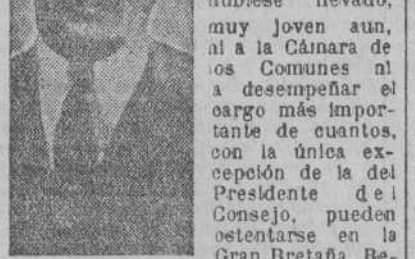 hubiese llevado,
muy joven aun,
ni a la Cámara de
los Comunes ni
a desempeñar el
cargo más impor-
tante de cuantos,
con la única ex-
cepción de la del
Presidente del
Consejo, pueden
ostentarse en la
Gran Bretaña. Re-